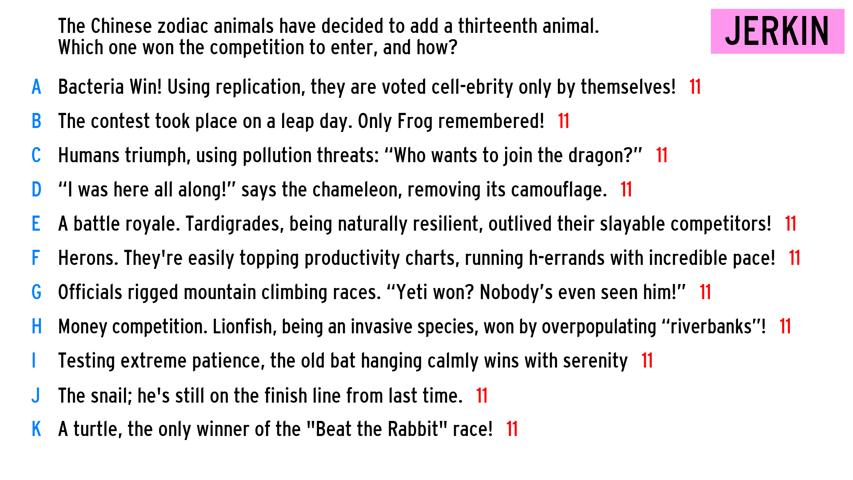 The Chinese zodiac animals have decided to add a thirteenth animal.
Which one won the competition to enter, and how?
JERKIN
A Bacteria Win! Using replication, they are voted cell-ebrity only by themselves! 11
B The contest took place on a leap day. Only Frog remembered! 11
C Humans triumph, using pollution threats: “Who wants to join the dragon?” 11
D “I was here all along!” says the chameleon, removing its camouflage. 11
E A battle royale. Tardigrades, being naturally resilient, outlived their slayable competitors! 11
F Herons. They're easily topping productivity charts, running h-errands with incredible pace! 11
G Officials rigged mountain climbing races. “Yeti won? Nobody’s even seen him!” 11
H Money competition. Lionfish, being an invasive species, won by overpopulating “riverbanks”! 11
I Testing extreme patience, the old bat hanging calmly wins with serenity 11
J The snail; he's still on the finish line from last time. 11
K A turtle, the only winner of the "Beat the Rabbit" race! 11